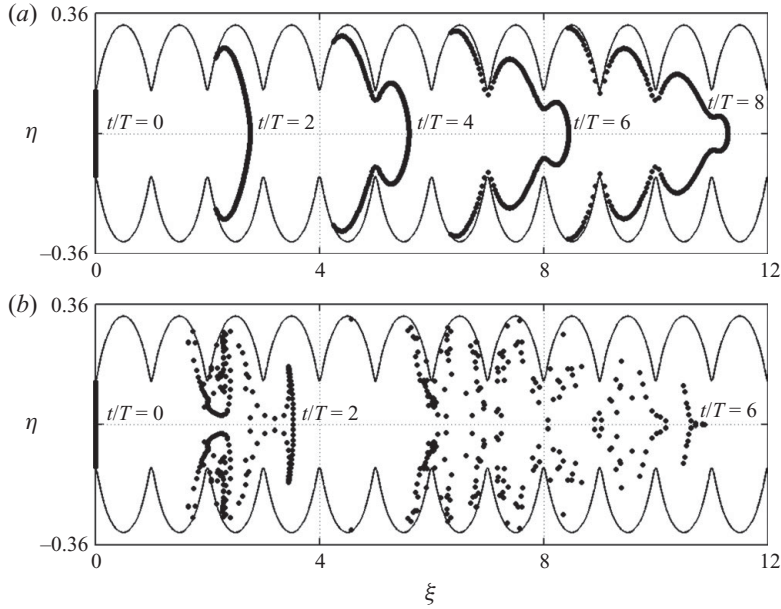 (a)
0.36
η
t/T = 0
t/T = 2
t/T = 4
t/T = 6
t/T = 8
−0.36
0 4 8 12
(b)
0.36
η
t/T = 0
t/T = 2
t/T = 6
−0.36
0 4 8 12
ξ